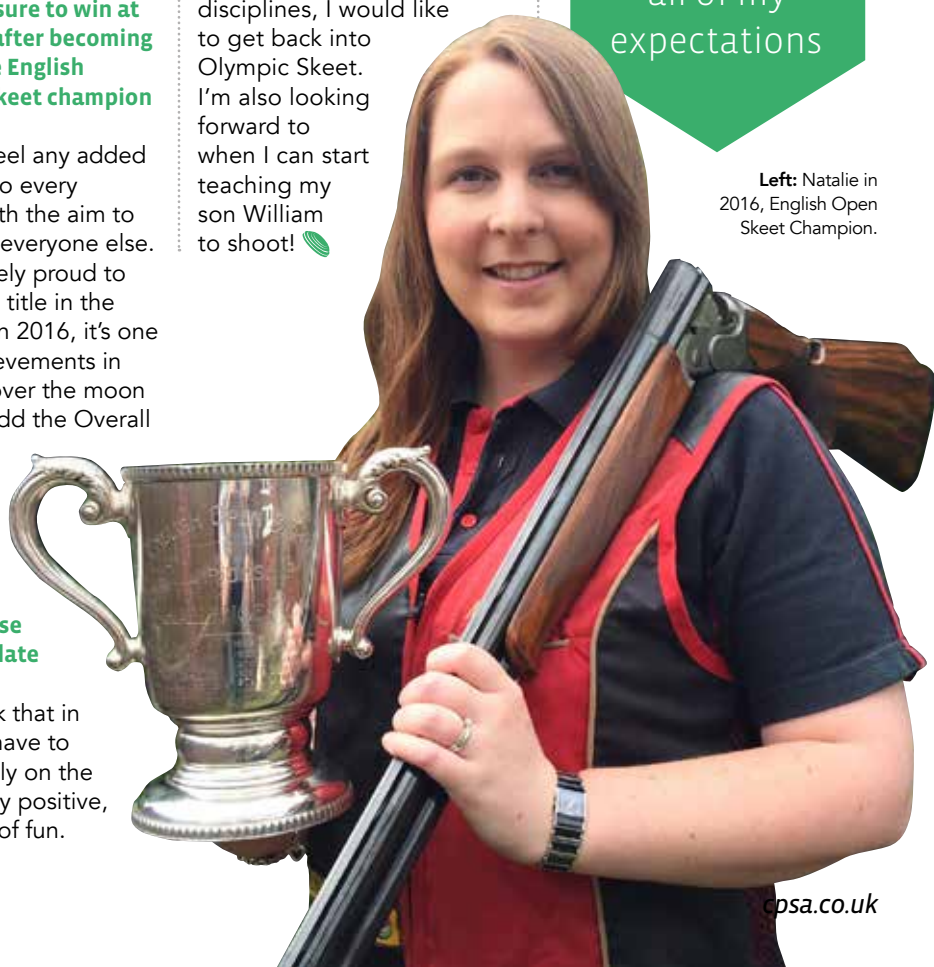 sure to win at
after becoming
English
keet champion
eel any added
o every
th the aim to
everyone else.
ely proud to
title in the
n 2016, it's one
evements in
over the moon
dd the Overall
se
late
k that in
have to
ly on the
y positive,
of fun.
disciplines, I would like
to get back into
Olympic Skeet.
I'm also looking
forward to
when I can start
teaching my
son William
to shoot!
all of my
expectations
Left: Natalie in
2016, English Open
Skeet Champion.
cpsa.co.uk